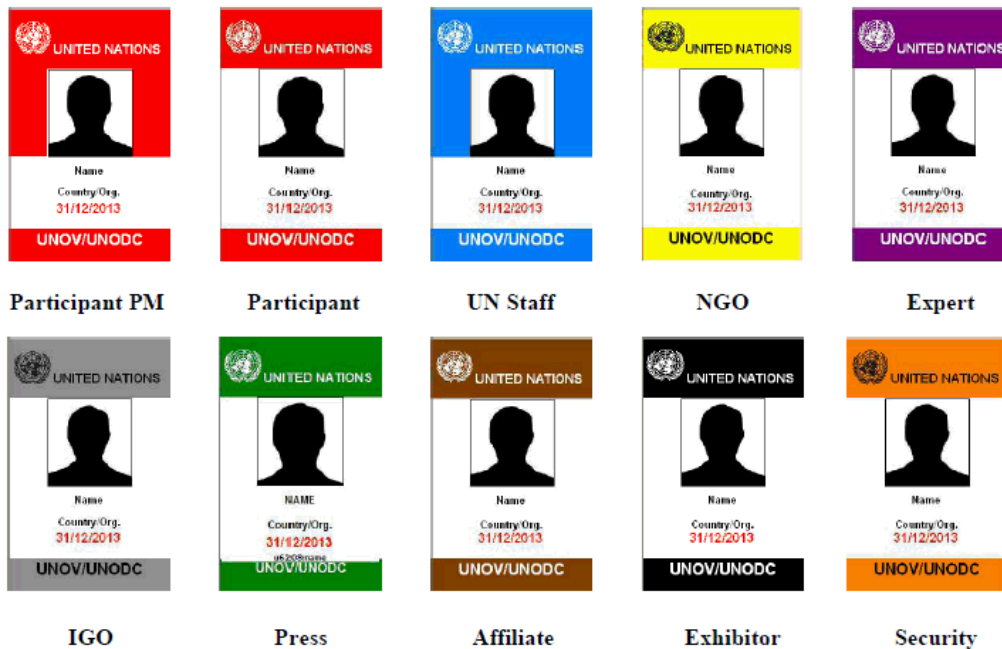 UNITED NATIONS
Name
Country/Org.
31/12/2013
UNOV/UNODC
Participant PM
UNITED NATIONS
Name
Country/Org.
31/12/2013
UNOV/UNODC
Participant
UNITED NATIONS
Name
Country/Org.
31/12/2013
UNOV/UNODC
UN Staff
UNITED NATIONS
Name
Country/Org.
31/12/2013
UNOV/UNODC
NGO
UNITED NATIONS
Name
Country/Org.
31/12/2013
UNOV/UNODC
Expert
UNITED NATIONS
Name
Country/Org.
31/12/2013
UNOV/UNODC
IGO
UNITED NATIONS
NAME
Country/Org.
31/12/2013
UNOV/UNODC
Press
UNITED NATIONS
Name
Country/Org.
31/12/2013
UNOV/UNODC
Affiliate
UNITED NATIONS
Name
Country/Org.
31/12/2013
UNOV/UNODC
Exhibitor
UNITED NATIONS
Name
Country/Org.
31/12/2013
UNOV/UNODC
Security